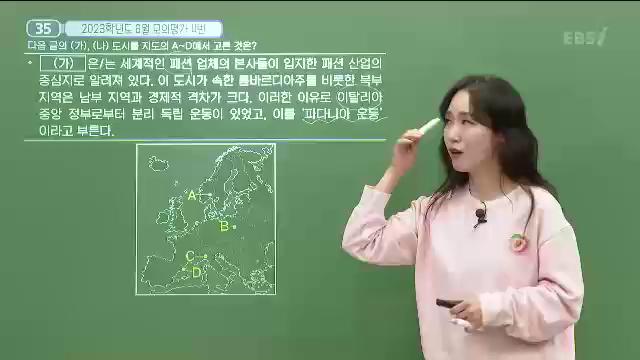 35 2023학년도 6월 모의평가 11번
EBSi
다음 글의 (가), (나) 도시를 지도의 A~D에서 고른 것은?
• (가) 은/는 세계적인 패션 업체의 본사들이 입지한 패션 산업의
중심지로 알려져 있다. 이 도시가 속한 롬바르디아주를 비롯한 북부
지역은 남부 지역과 경제적 격차가 크다. 이러한 이유로 이탈리아
중앙 정부로부터 분리 독립 운동이 있었고, 이를 '파다니아 운동'
이라고 부른다.
A
B
C
D